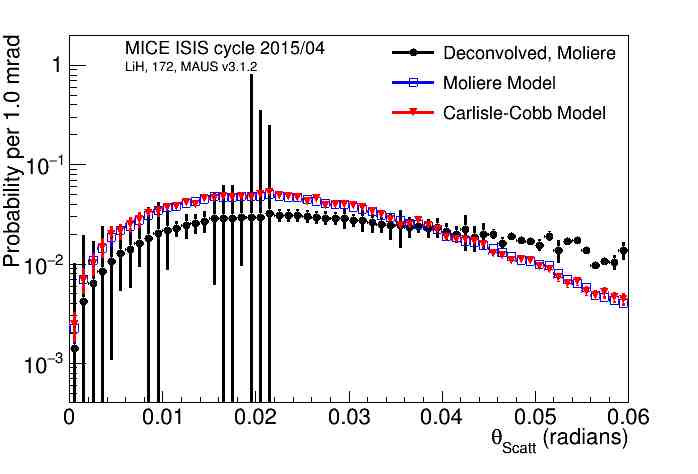 MICE ISIS cycle 2015/04
LiH, 172, MAUS v3.1.2
Deconvolved, Moliere
Moliere Model
Carlisle-Cobb Model
Probability per 1.0 mrad
1
10⁻¹
10⁻²
10⁻³
0 0.01 0.02 0.03 0.04 0.05 0.06
θScatt (radians)